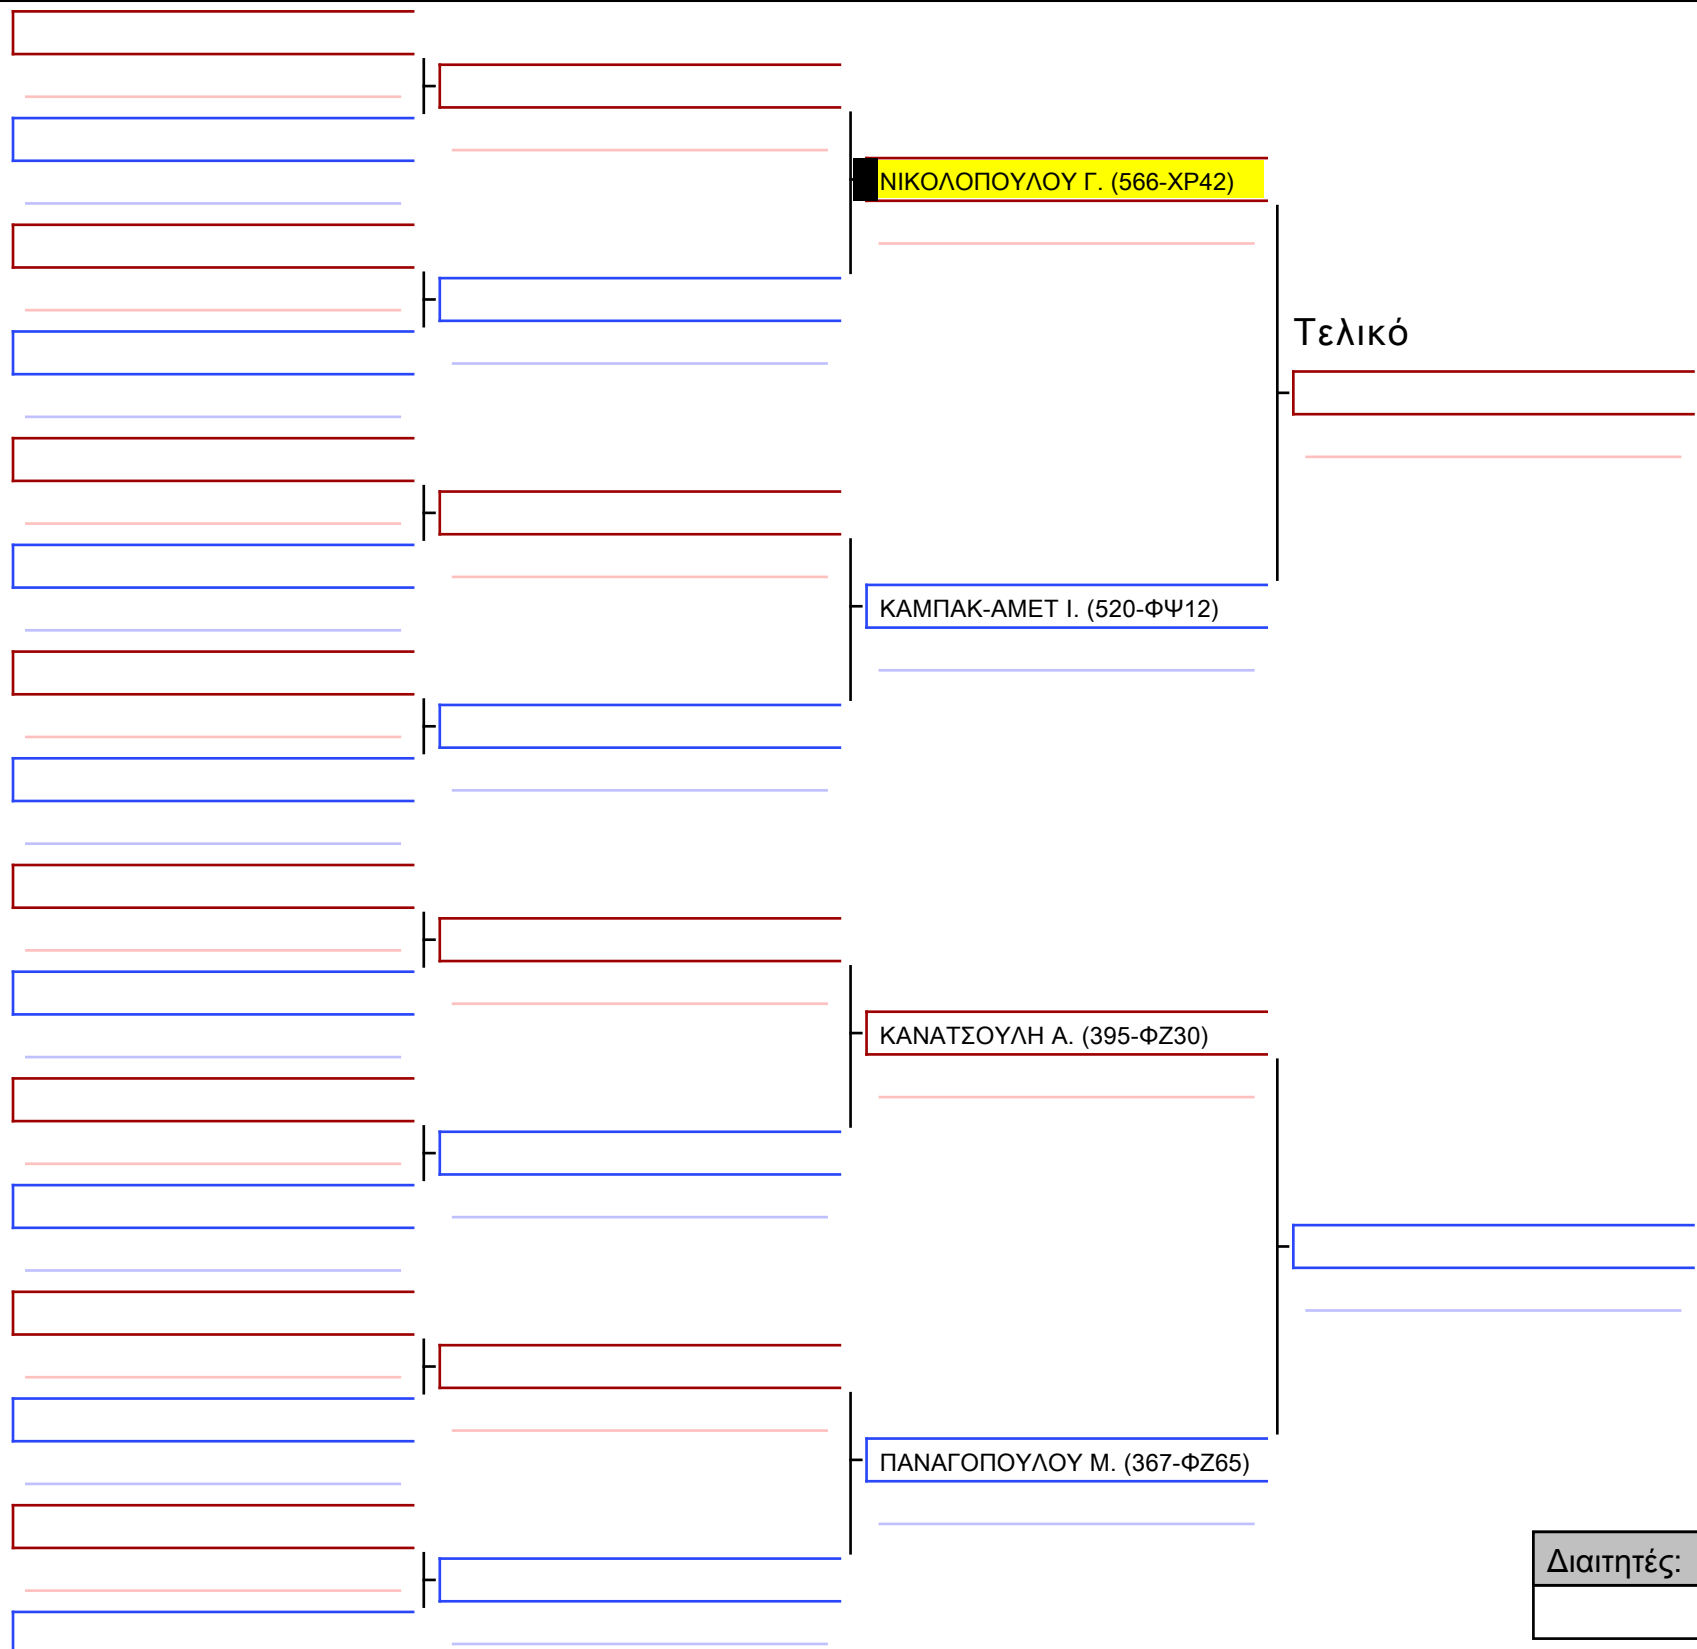 ΝΙΚΟΛΟΠΟΥΛΟΥ Γ. (566-ΧΡ42)
Τελικό
ΚΑΜΠΑΚ-ΑΜΕΤ Ι. (520-ΦΨ12)
ΚΑΝΑΤΣΟΥΛΗ Α. (395-ΦΖ30)
ΠΑΝΑΓΟΠΟΥΛΟΥ Μ. (367-ΦΖ65)
Διαιτητές: